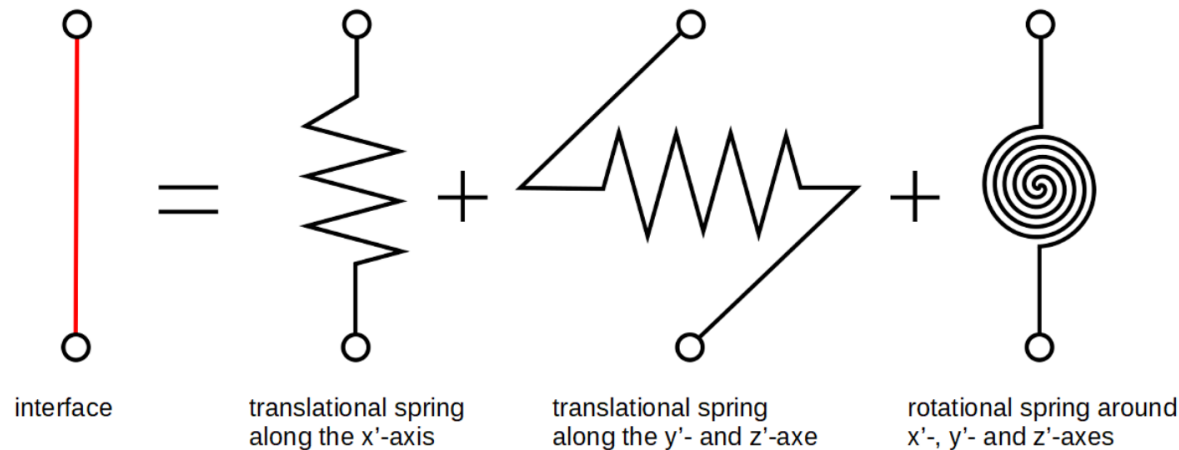 interface
translational spring
along the x’-axis
translational spring
along the y’- and z’-axe
rotational spring around
x’-, y’- and z’-axes